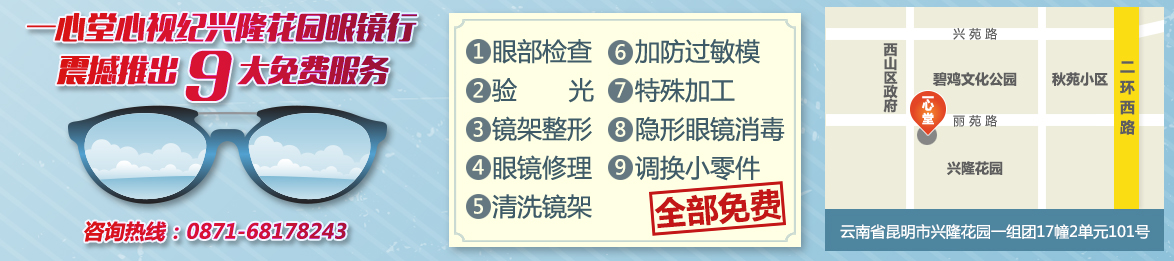 一心堂心视纪兴隆花园眼镜行
震撼推出9大免费服务
咨询热线：0871-68178243
①眼部检查
②验 光
③镜架整形
④眼镜修理
⑤清洗镜架
⑥加防过敏模
⑦特殊加工
⑧隐形眼镜消毒
⑨调换小零件
全部免费
兴苑路
西山区政府
碧鸡文化公园
秋苑小区
二环西路
一心堂
丽苑路
兴隆花园
云南省昆明市兴隆花园一组团17幢2单元101号